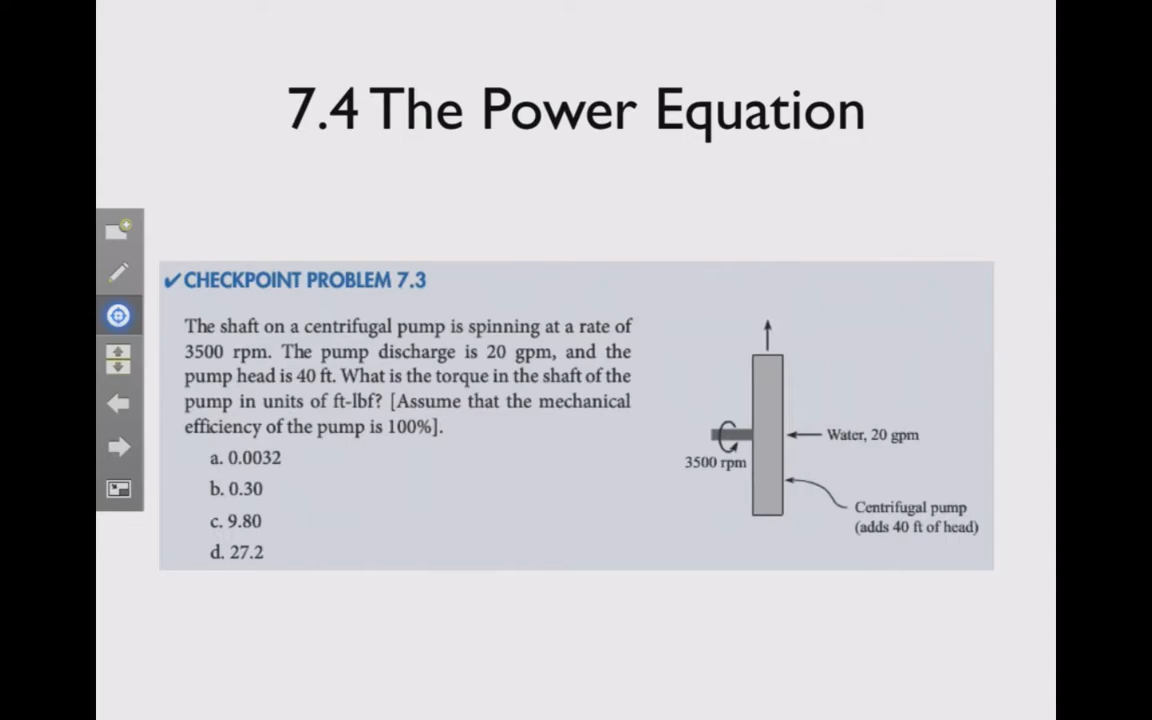 7.4 The Power Equation
✓CHECKPOINT PROBLEM 7.3
The shaft on a centrifugal pump is spinning at a rate of
3500 rpm. The pump discharge is 20 gpm, and the
pump head is 40 ft. What is the torque in the shaft of the
pump in units of ft-lbf? [Assume that the mechanical
efficiency of the pump is 100%].
a. 0.0032
b. 0.30
c. 9.80
d. 27.2
Water, 20 gpm
3500 rpm
Centrifugal pump
(adds 40 ft of head)